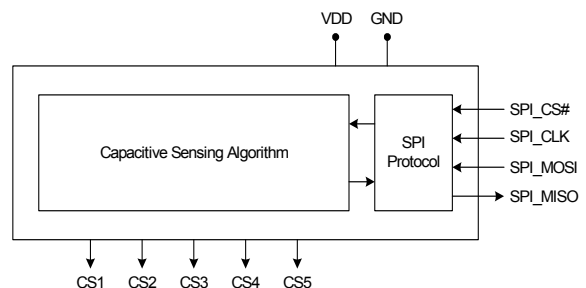 VDD GND
SPI_CS#
SPI_CLK
SPI_MOSI
SPI_MISO
Capacitive Sensing Algorithm
SPI
Protocol
CS1 CS2 CS3 CS4 CS5